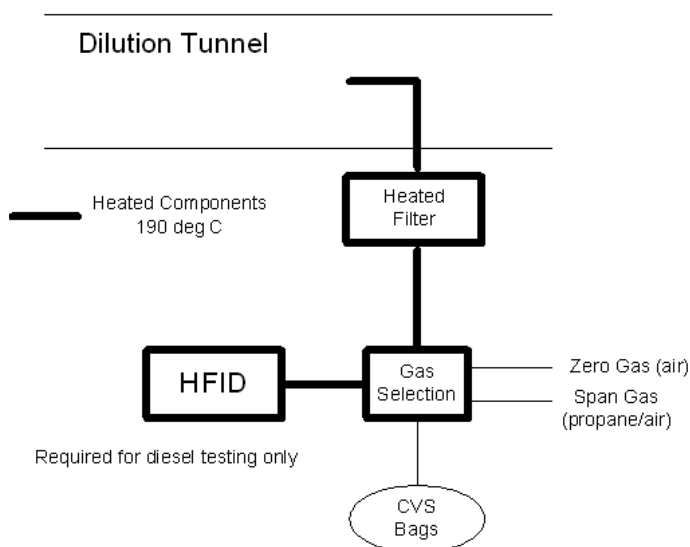 Dilution Tunnel
Heated Components
190 deg C
Heated
Filter
HFID
Gas
Selection
Zero Gas (air)
Span Gas
(propane/air)
Required for diesel testing only
CVS
Bags